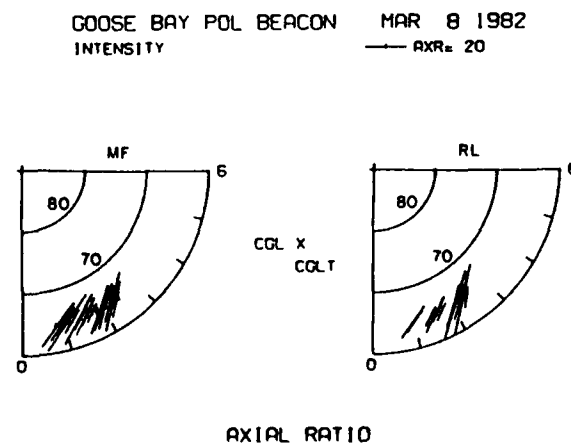 GOOSE BAY POL BEACON MAR 8 1982
INTENSITY AXR= 20
MF
6
80
70
0
CGL X
CGLT
RL
6
80
70
0
AXIAL RATIO